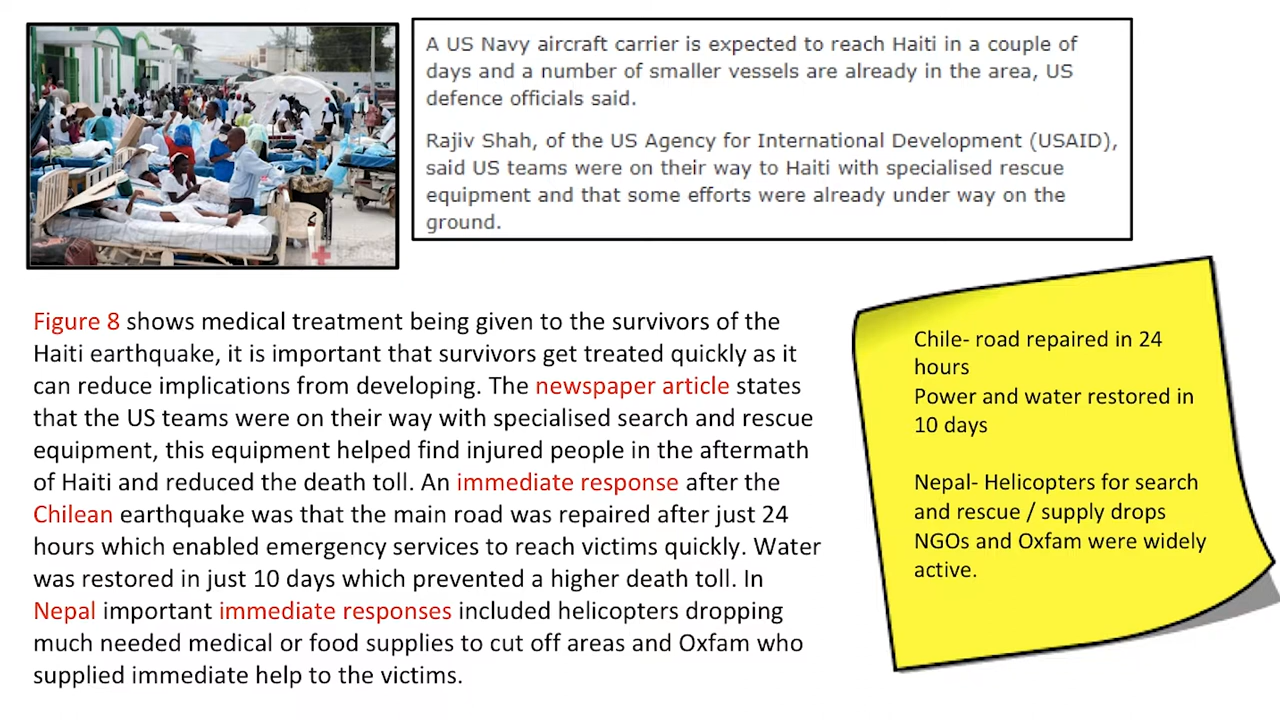 A US Navy aircraft carrier is expected to reach Haiti in a couple of
days and a number of smaller vessels are already in the area, US
defence officials said.
Rajiv Shah, of the US Agency for International Development (USAID),
said US teams were on their way to Haiti with specialised rescue
equipment and that some efforts were already under way on the
ground.
Figure 8 shows medical treatment being given to the survivors of the
Haiti earthquake, it is important that survivors get treated quickly as it
can reduce implications from developing. The newspaper article states
that the US teams were on their way with specialised search and rescue
equipment, this equipment helped find injured people in the aftermath
of Haiti and reduced the death toll. An immediate response after the
Chilean earthquake was that the main road was repaired after just 24
hours which enabled emergency services to reach victims quickly. Water
was restored in just 10 days which prevented a higher death toll. In
Nepal important immediate responses included helicopters dropping
much needed medical or food supplies to cut off areas and Oxfam who
supplied immediate help to the victims.
Chile- road repaired in 24
hours
Power and water restored in
10 days
Nepal- Helicopters for search
and rescue / supply drops
NGOs and Oxfam were widely
active.